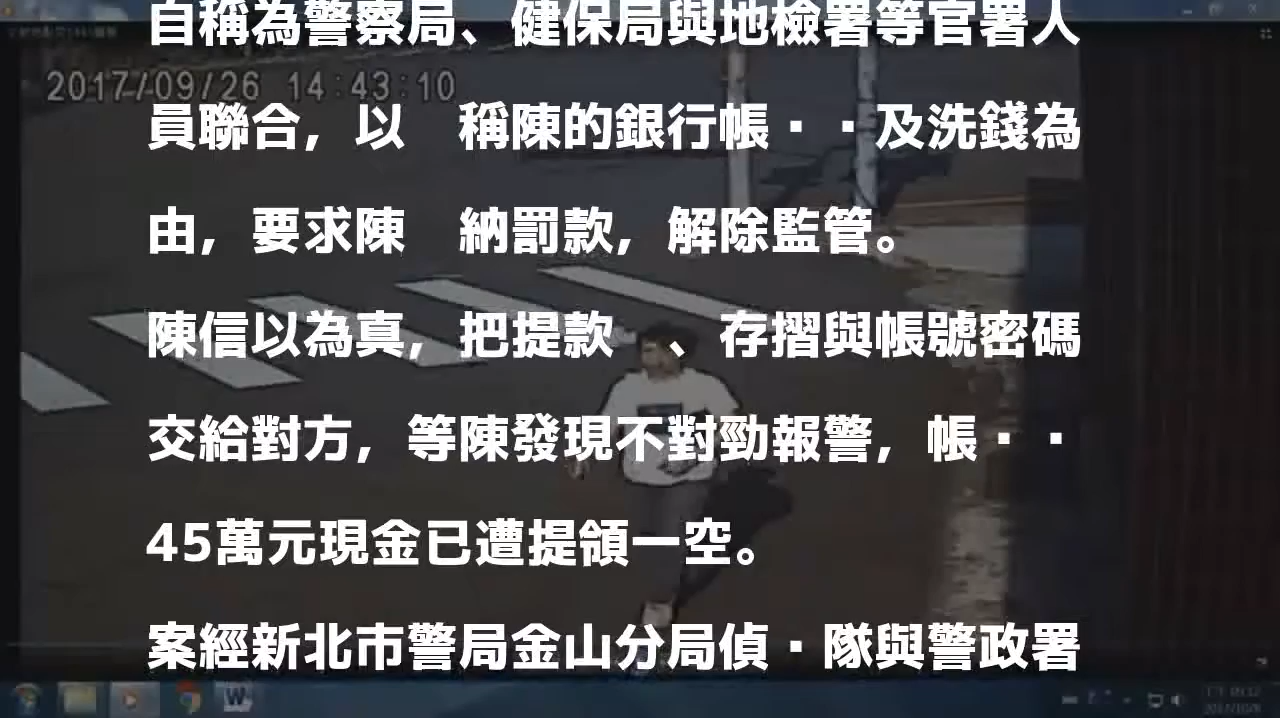 自稱為警察局、健保局與地檢署等官署人
2017/09/26 14:43:10
員聯合，以　稱陳的銀行帳··及洗錢為
由，要求陳　納罰款，解除監管。
陳信以為真，把提款　、存摺與帳號密碼
交給對方，等陳發現不對勁報警，帳··
45萬元現金已遭提領一空。
案經新北市警局金山分局偵·隊與警政署